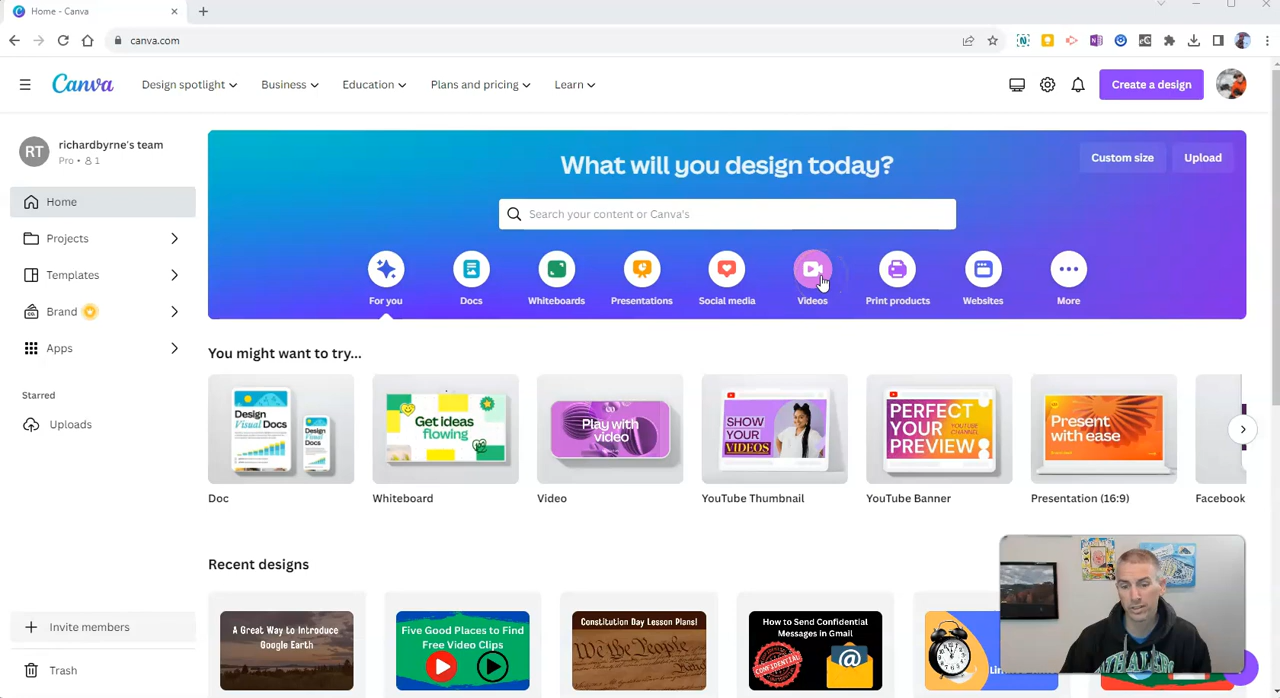 Home - Canva
canva.com
Canva
Design spotlight
Business
Education
Plans and pricing
Learn
Create a design
RT
richardbyrne's team
Pro • 1
Home
Projects
Templates
Brand
Apps
Starred
Uploads
Invite members
Trash
What will you design today?
Custom size
Upload
Search your content or Canva's
For you
Docs
Whiteboards
Presentations
Social media
Videos
Print products
Websites
More
You might want to try...
Design
Visual Docs
Design
Visual Docs
Get ideas
flowing
Play with
video
SHOW
YOUR
VIDEOS
PERFECT
YOUR
PREVIEW
YOUTUBE
CHANNEL
Present
with ease
Doc
Whiteboard
Video
YouTube Thumbnail
YouTube Banner
Presentation (16:9)
Facebook
Recent designs
A Great Way to Introduce
Google Earth
Five Good Places to Find
Free Video Clips
Constitution Day Lesson Plans!
We the People
How to Send Confidential
Messages in Gmail
CONFIDENTIAL
@